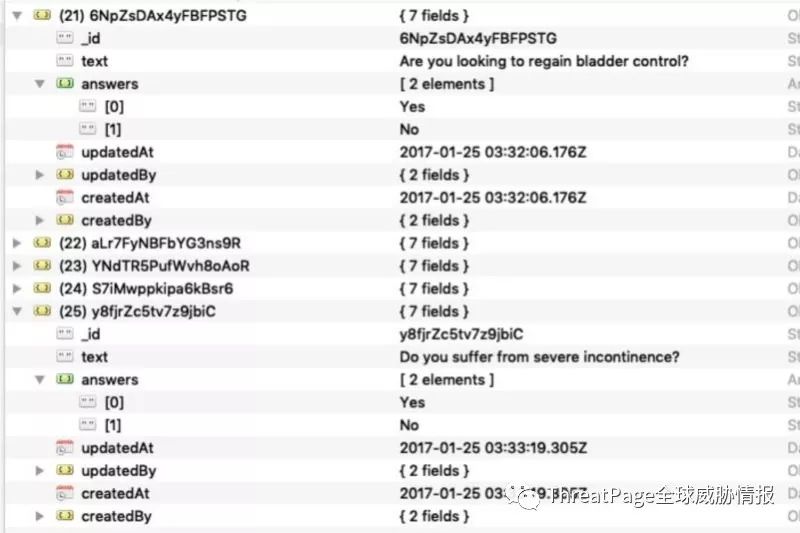 (21) 6NpZsDAx4yFBFPSTG { 7 fields } Ol
_id 6NpZsDAx4yFBFPSTG St
text Are you looking to regain bladder control? St
answers [ 2 elements ] Ar
[0] Yes St
[1] No St
updatedAt 2017-01-25 03:32:06.176Z Da
updatedBy { 2 fields } Ol
createdAt 2017-01-25 03:32:06.176Z Da
createdBy { 2 fields } Ol
(22) aLr7FyNBFbYG3ns9R { 7 fields } Ol
(23) YNdTR5PufWvh8oAoR { 7 fields } Ol
(24) S7iMwppkipa6kBsr6 { 7 fields } Ol
(25) y8fjrZc5tv7z9jbiC { 7 fields } Ol
_id y8fjrZc5tv7z9jbiC St
text Do you suffer from severe incontinence? St
answers [ 2 elements ] Ar
[0] Yes St
[1] No St
updatedAt 2017-01-25 03:33:19.305Z Da
updatedBy { 2 fields } Ol
createdAt 2017-01-25 03:33:19.305Z
ThreatPage全球威胁情报
createdBy { 2 fields } Ol